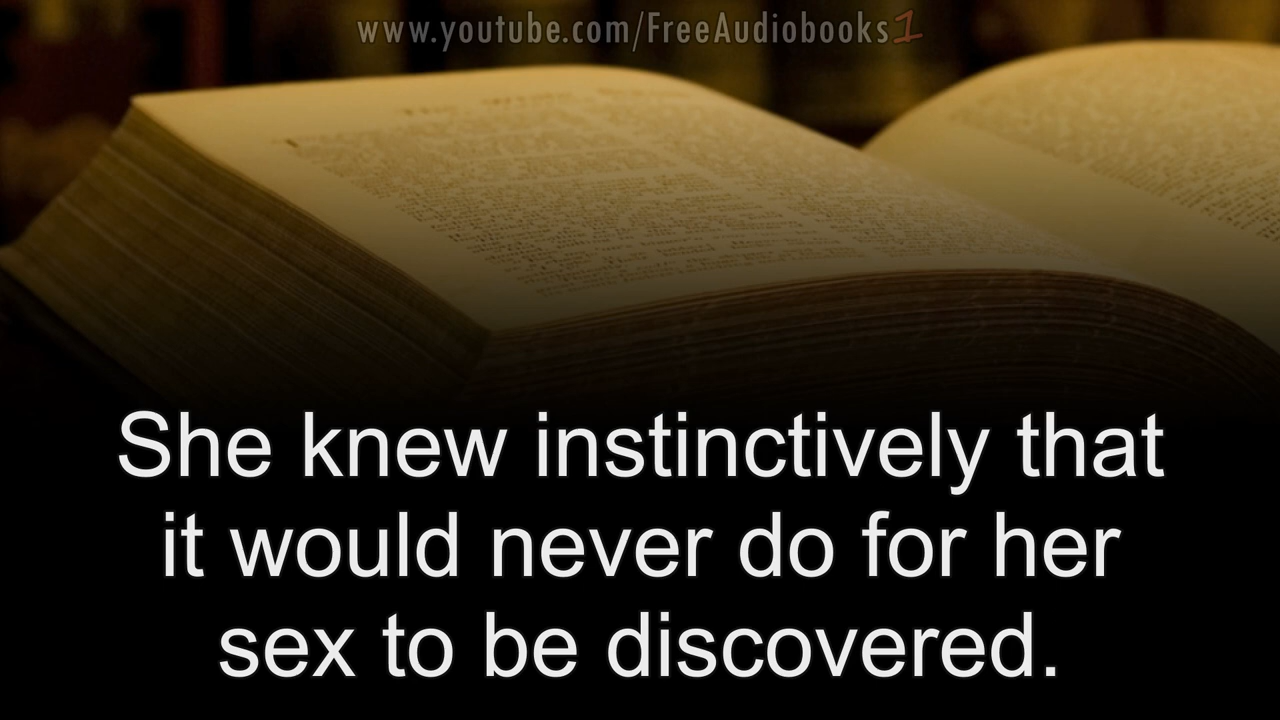 www.youtube.com/FreeAudiobooks1
She knew instinctively that
it would never do for her
sex to be discovered.